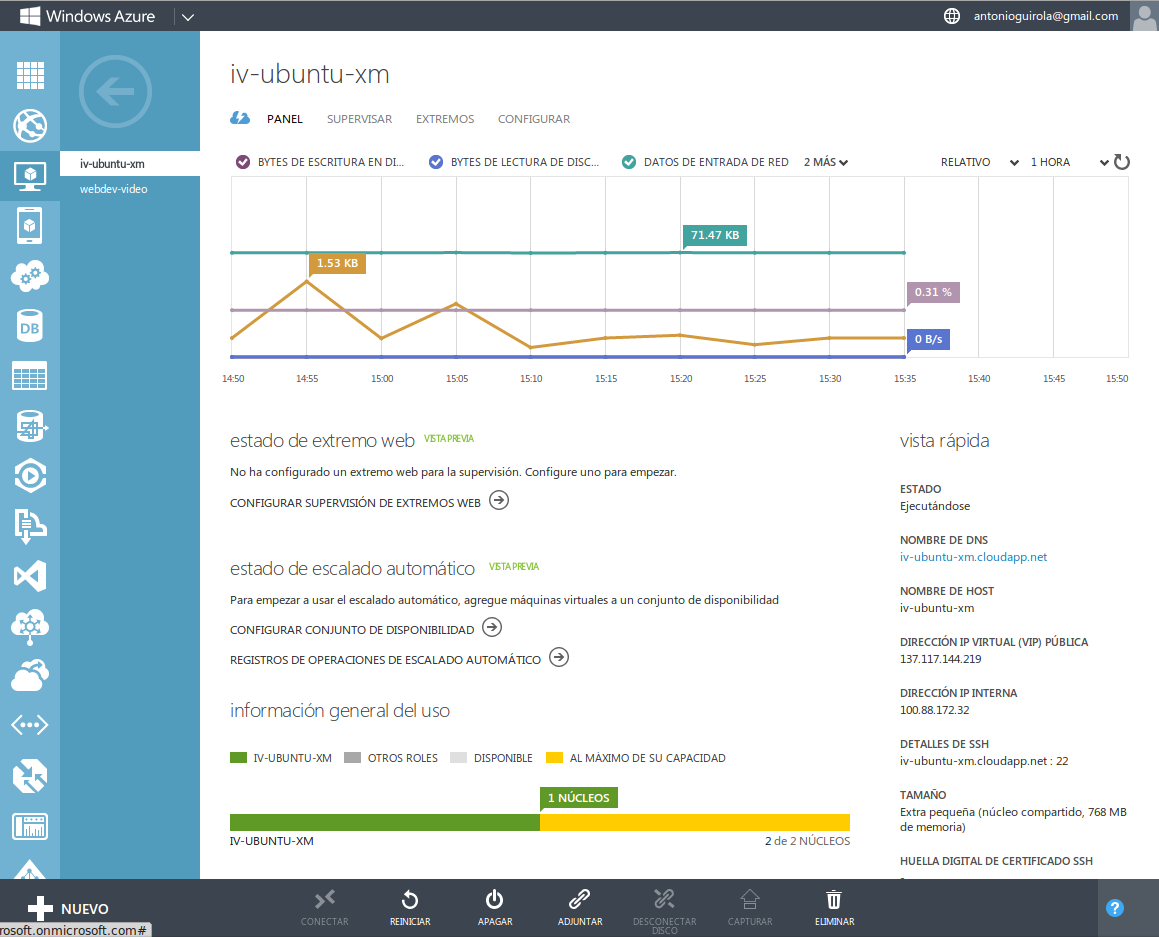 Windows Azure
antonioguirola@gmail.com
iv-ubuntu-xm
webdev-video
iv-ubuntu-xm
PANEL SUPERVISAR EXTREMOS CONFIGURAR
BYTES DE ESCRITURA EN DI... BYTES DE LECTURA DE DISC... DATOS DE ENTRADA DE RED 2 MÁS RELATIVO 1 HORA
71.47 KB
1.53 KB
0.31 %
0 B/s
14:50 14:55 15:00 15:05 15:10 15:15 15:20 15:25 15:30 15:35 15:40 15:45 15:50
estado de extremo web VISTA PREVIA
No ha configurado un extremo web para la supervisión. Configure uno para empezar.
CONFIGURAR SUPERVISIÓN DE EXTREMOS WEB
estado de escalado automático VISTA PREVIA
Para empezar a usar el escalado automático, agregue máquinas virtuales a un conjunto de disponibilidad
CONFIGURAR CONJUNTO DE DISPONIBILIDAD
REGISTROS DE OPERACIONES DE ESCALADO AUTOMÁTICO
información general del uso
IV-UBUNTU-XM OTROS ROLES DISPONIBLE AL MÁXIMO DE SU CAPACIDAD
1 NÚCLEOS
IV-UBUNTU-XM 2 de 2 NÚCLEOS
vista rápida
ESTADO
Ejecutándose
NOMBRE DE DNS
iv-ubuntu-xm.cloudapp.net
NOMBRE DE HOST
iv-ubuntu-xm
DIRECCIÓN IP VIRTUAL (VIP) PÚBLICA
137.117.144.219
DIRECCIÓN IP INTERNA
100.88.172.32
DETALLES DE SSH
iv-ubuntu-xm.cloudapp.net : 22
TAMAÑO
Extra pequeña (núcleo compartido, 768 MB
de memoria)
HUELLA DIGITAL DE CERTIFICADO SSH
DB
NUEVO
CONECTAR REINICIAR APAGAR ADJUNTAR DESCONECTAR
DISCO CAPTURAR ELIMINAR
?
rosoft.onmicrosoft.com#